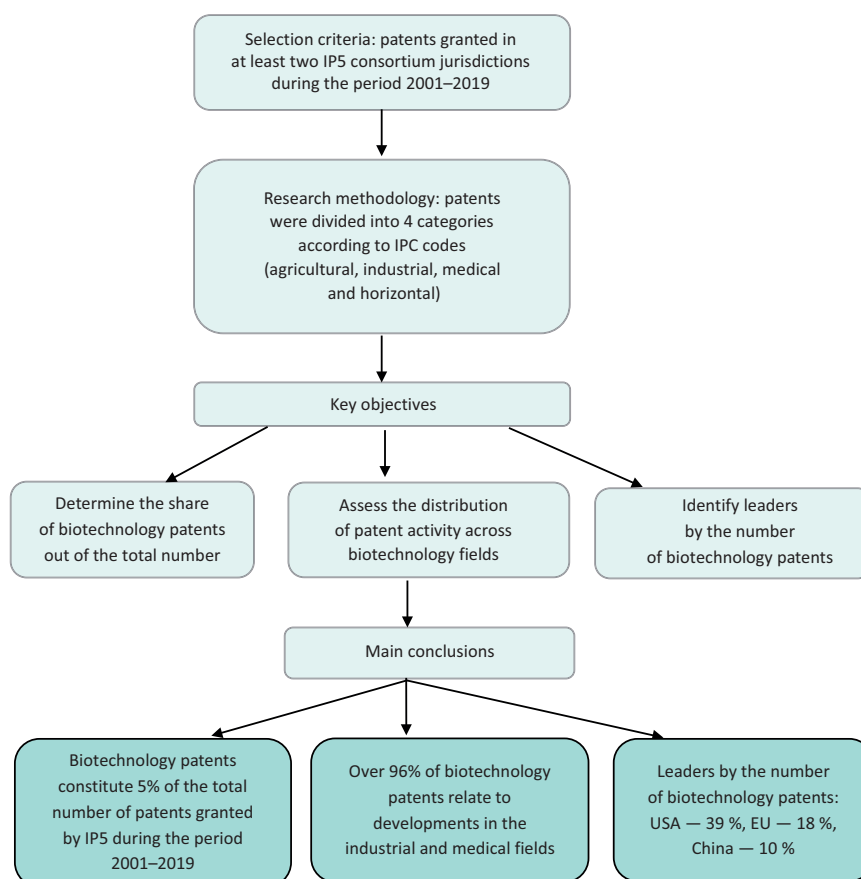 Selection criteria: patents granted in
at least two IP5 consortium jurisdictions
during the period 2001–2019
Research methodology: patents
were divided into 4 categories
according to IPC codes
(agricultural, industrial, medical
and horizontal)
Key objectives
Determine the share
of biotechnology patents
out of the total number
Assess the distribution
of patent activity across
biotechnology fields
Identify leaders
by the number
of biotechnology patents
Main conclusions
Biotechnology patents
constitute 5% of the total
number of patents granted
by IP5 during the period
2001–2019
Over 96% of biotechnology
patents relate to
developments in the
industrial and medical fields
Leaders by the number
of biotechnology patents:
USA — 39 %, EU — 18 %,
China — 10 %